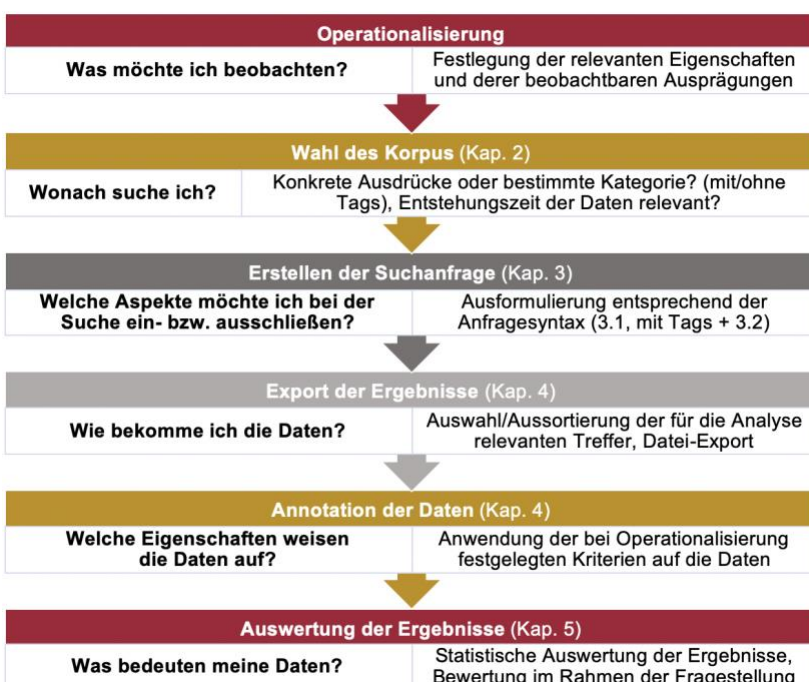 Operationalisierung
Was möchte ich beobachten?
Festlegung der relevanten Eigenschaften
und derer beobachtbaren Ausprägungen
Wahl des Korpus (Kap. 2)
Wonach suche ich?
Konkrete Ausdrücke oder bestimmte Kategorie? (mit/ohne
Tags), Entstehungszeit der Daten relevant?
Erstellen der Suchanfrage (Kap. 3)
Welche Aspekte möchte ich bei der
Suche ein- bzw. ausschließen?
Ausformulierung entsprechend der
Anfragesyntax (3.1, mit Tags + 3.2)
Export der Ergebnisse (Kap. 4)
Wie bekomme ich die Daten?
Auswahl/Aussortierung der für die Analyse
relevanten Treffer, Datei-Export
Annotation der Daten (Kap. 4)
Welche Eigenschaften weisen
die Daten auf?
Anwendung der bei Operationalisierung
festgelegten Kriterien auf die Daten
Auswertung der Ergebnisse (Kap. 5)
Was bedeuten meine Daten?
Statistische Auswertung der Ergebnisse,
Bewertung im Rahmen der Fragestellung